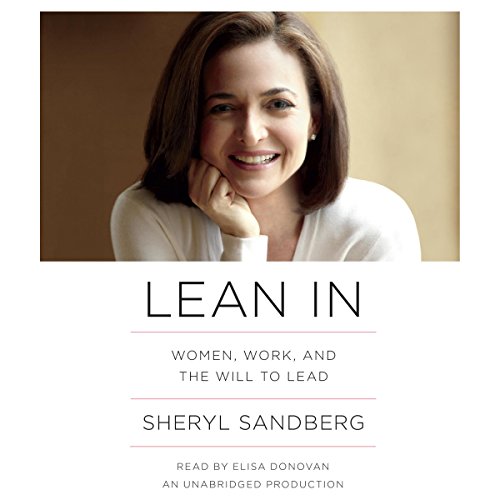 LEAN IN
WOMEN, WORK, AND
THE WILL TO LEAD
SHERYL SANDBERG
READ BY ELISA DONOVAN
AN UNABRIDGED PRODUCTION